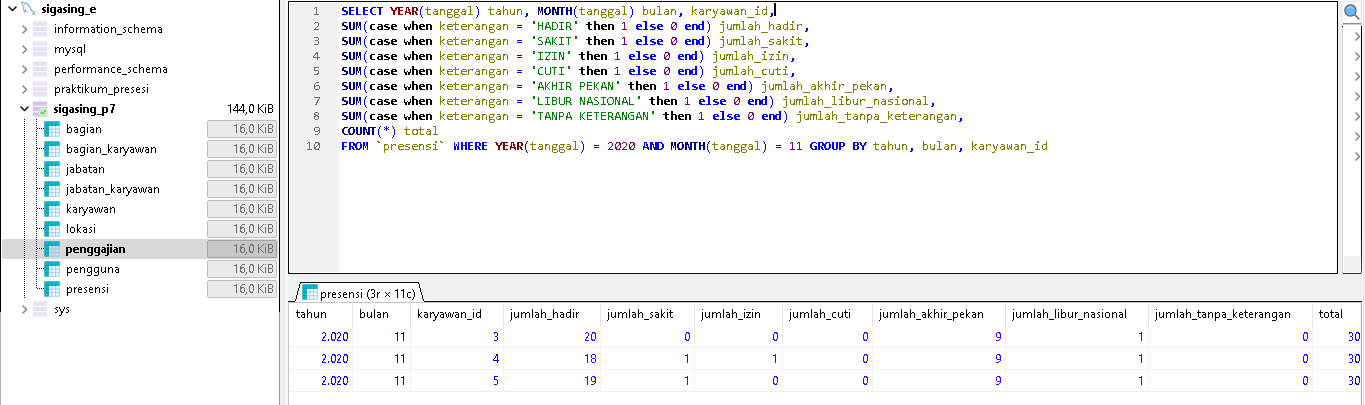 sigasing_e
information_schema
mysql
performance_schema
praktikum_presesi
sigasing_p7 144,0 KiB
bagian 16,0 KiB
bagian_karyawan 16,0 KiB
jabatan 16,0 KiB
jabatan_karyawan 16,0 KiB
karyawan 16,0 KiB
lokasi 16,0 KiB
penggajian 16,0 KiB
pengguna 16,0 KiB
presensi 16,0 KiB
sys
1 SELECT YEAR(tanggal) tahun, MONTH(tanggal) bulan, karyawan_id,
2 SUM(case when keterangan = 'HADIR' then 1 else 0 end) jumlah_hadir,
3 SUM(case when keterangan = 'SAKIT' then 1 else 0 end) jumlah_sakit,
4 SUM(case when keterangan = 'IZIN' then 1 else 0 end) jumlah_izin,
5 SUM(case when keterangan = 'CUTI' then 1 else 0 end) jumlah_cuti,
6 SUM(case when keterangan = 'AKHIR PEKAN' then 1 else 0 end) jumlah_akhir_pekan,
7 SUM(case when keterangan = 'LIBUR NASIONAL' then 1 else 0 end) jumlah_libur_nasional,
8 SUM(case when keterangan = 'TANPA KETERANGAN' then 1 else 0 end) jumlah_tanpa_keterangan,
9 COUNT(*) total
10 FROM `presensi` WHERE YEAR(tanggal) = 2020 AND MONTH(tanggal) = 11 GROUP BY tahun, bulan, karyawan_id
presensi (3r × 11c)
tahun bulan karyawan_id jumlah_hadir jumlah_sakit jumlah_izin jumlah_cuti jumlah_akhir_pekan jumlah_libur_nasional jumlah_tanpa_keterangan total
2.020 11 3 20 0 0 0 9 1 0 30
2.020 11 4 18 1 1 0 9 1 0 30
2.020 11 5 19 1 0 0 9 1 0 30